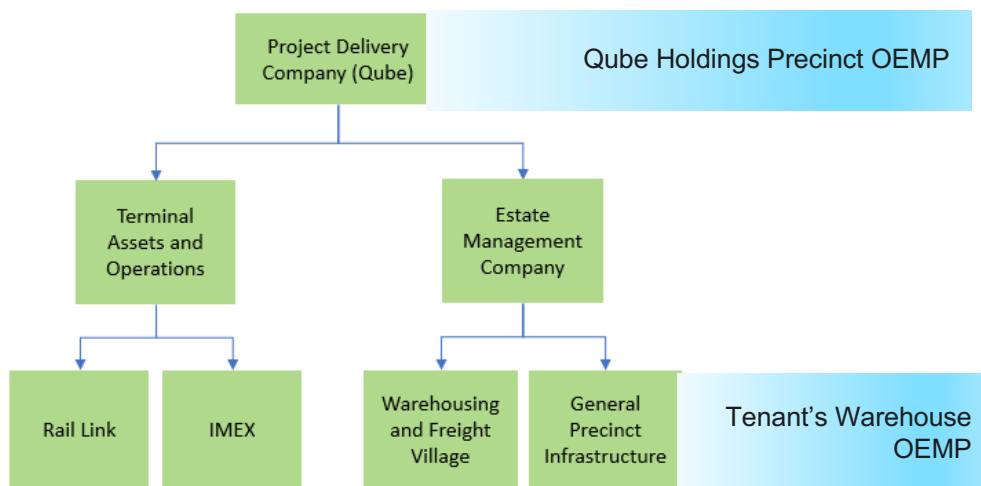 Project Delivery
Company (Qube)
Qube Holdings Precinct OEMP
Terminal
Assets and
Operations
Estate
Management
Company
Rail Link
IMEX
Warehousing
and Freight
Village
General
Precinct
Infrastructure
Tenant's Warehouse
OEMP